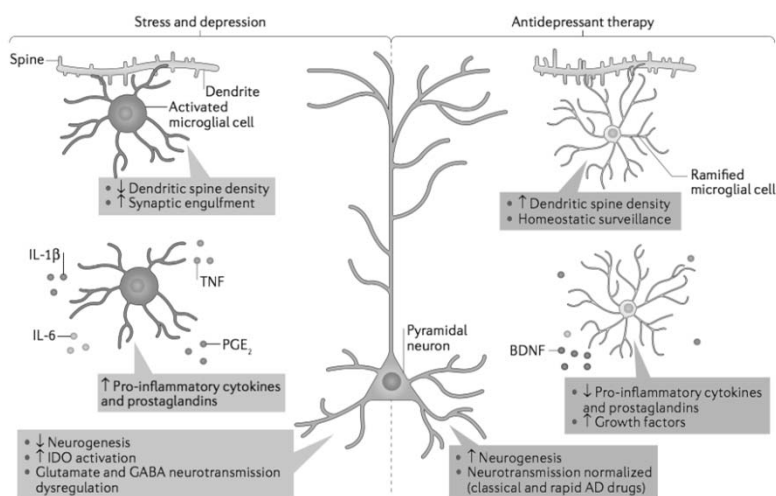 Stress and depression
Antidepressant therapy
Spine
Dendrite
Activated
microglial cell
• ↓ Dendritic spine density
• ↑ Synaptic engulfment
Ramified
microglial cell
• ↑ Dendritic spine density
• Homeostatic surveillance
IL-1β
TNF
IL-6
PGE₂
↑ Pro-inflammatory cytokines
and prostaglandins
Pyramidal
neuron
BDNF
• ↓ Pro-inflammatory cytokines
and prostaglandins
• ↑ Growth factors
• ↓ Neurogenesis
• ↑ IDO activation
• Glutamate and GABA neurotransmission
dysregulation
• ↑ Neurogenesis
• Neurotransmission normalized
(classical and rapid AD drugs)